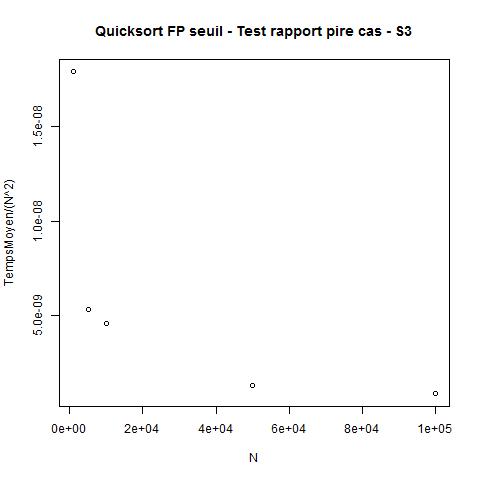 Quicksort FP seuil - Test rapport pire cas - S3
TempsMoyen/(N^2)
1.5e-08
1.0e-08
5.0e-09
0e+00 2e+04 4e+04 6e+04 8e+04 1e+05
N